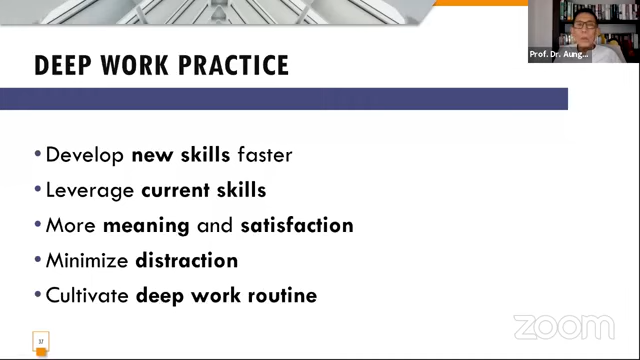 Prof. Dr. Aung...
DEEP WORK PRACTICE
• Develop new skills faster
• Leverage current skills
• More meaning and satisfaction
• Minimize distraction
• Cultivate deep work routine
37
zoom